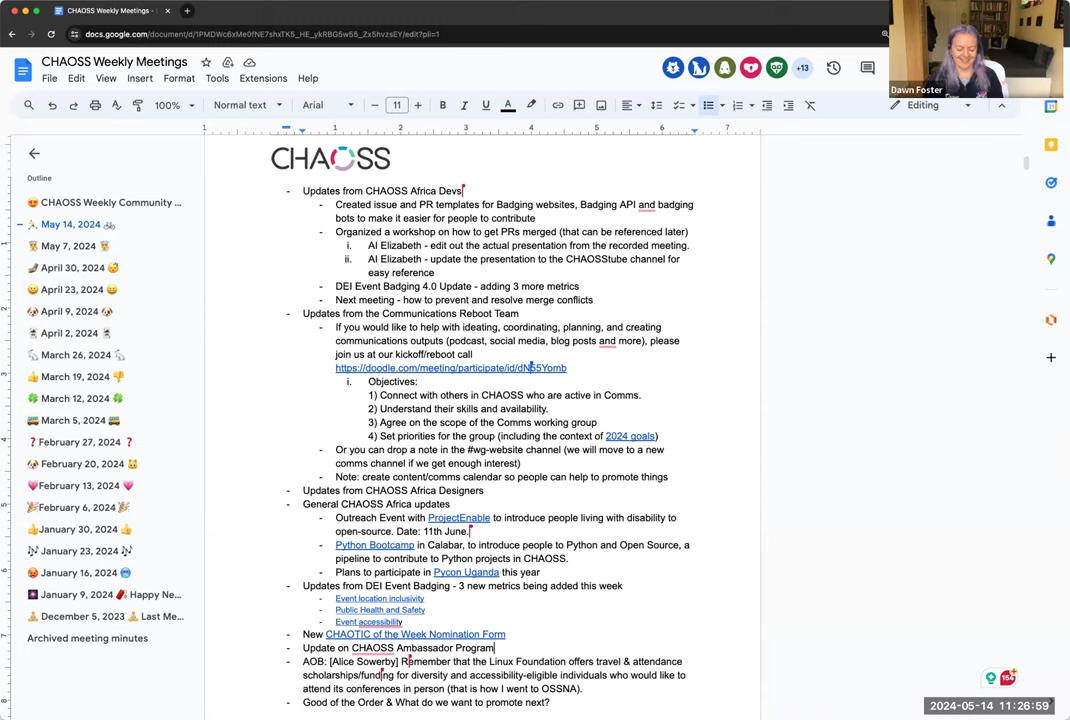 CHAOSS Weekly Meetings -
docs.google.com/document/d/1PMDWc6xMe0fNE7shxTK5_HE_ykRBG5w55_Zx5hvzsEY/edit?pli=1
Dawn Foster
CHAOSS Weekly Meetings
File Edit View Insert Format Tools Extensions Help
+13
100% Normal text Arial 11 Editing
1 1 2 3 4 5 6 7
Outline
😍 CHAOSS Weekly Community ...
May 14, 2024
May 7, 2024
April 30, 2024
April 23, 2024
April 9, 2024
April 2, 2024
March 26, 2024
March 19, 2024
March 12, 2024
March 5, 2024
February 27, 2024
February 20, 2024
February 13, 2024
February 6, 2024
January 30, 2024
January 23, 2024
January 16, 2024
January 9, 2024 Happy Ne...
December 5, 2023 Last Me...
Archived meeting minutes
CHAOSS
- Updates from CHAOSS Africa Devs
- Created issue and PR templates for Badging websites, Badging API and badging
bots to make it easier for people to contribute
- Organized a workshop on how to get PRs merged (that can be referenced later)
i. AI Elizabeth - edit out the actual presentation from the recorded meeting.
ii. AI Elizabeth - update the presentation to the CHAOSStube channel for
easy reference
- DEI Event Badging 4.0 Update - adding 3 more metrics
- Next meeting - how to prevent and resolve merge conflicts
- Updates from the Communications Reboot Team
- If you would like to help with ideating, coordinating, planning, and creating
communications outputs (podcast, social media, blog posts and more), please
join us at our kickoff/reboot call
https://doodle.com/meeting/participate/id/dN55Yomb
i. Objectives:
1) Connect with others in CHAOSS who are active in Comms.
2) Understand their skills and availability.
3) Agree on the scope of the Comms working group
4) Set priorities for the group (including the context of 2024 goals)
- Or you can drop a note in the #wg-website channel (we will move to a new
comms channel if we get enough interest)
- Note: create content/comms calendar so people can help to promote things
- Updates from CHAOSS Africa Designers
- General CHAOSS Africa updates
- Outreach Event with ProjectEnable to introduce people living with disability to
open-source. Date: 11th June.
- Python Bootcamp in Calabar, to introduce people to Python and Open Source, a
pipeline to contribute to Python projects in CHAOSS.
- Plans to participate in Pycon Uganda this year
- Updates from DEI Event Badging - 3 new metrics being added this week
- Event location inclusivity
- Public Health and Safety
- Event accessibility
- New CHAOTIC of the Week Nomination Form
- Update on CHAOSS Ambassador Program
- AOB: [Alice Sowerby] Remember that the Linux Foundation offers travel & attendance
scholarships/funding for diversity and accessibility-eligible individuals who would like to
attend its conferences in person (that is how I went to OSSNA).
- Good of the Order & What do we want to promote next?
154
2024-05-14 11:26:59